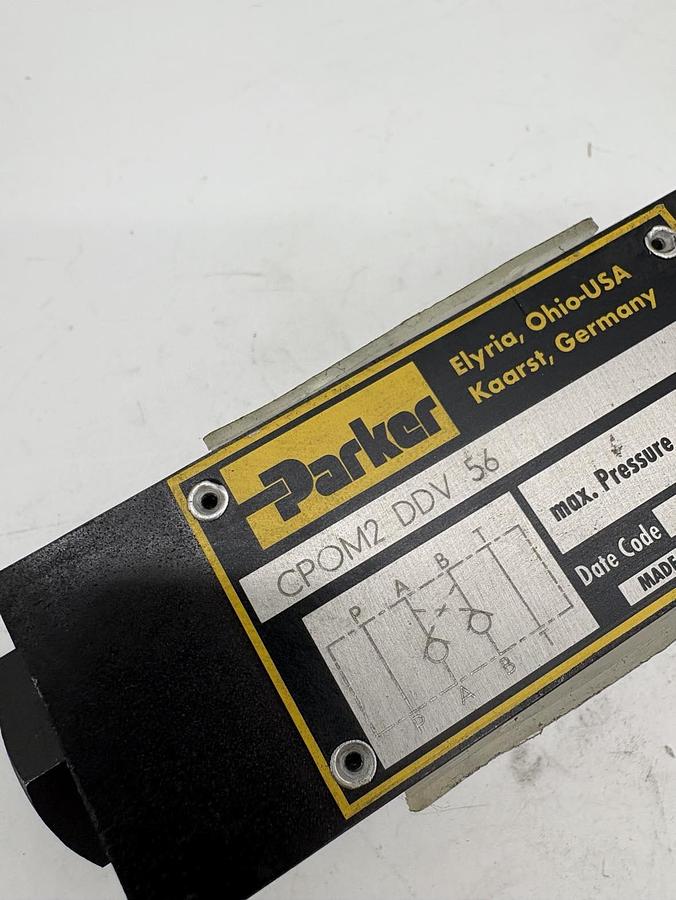 Parker
Elyria, Ohio-USA
Kaarst, Germany
CPOM2 DDV 56
P A B T
P A B T
max. Pressure
Date Code
MADE